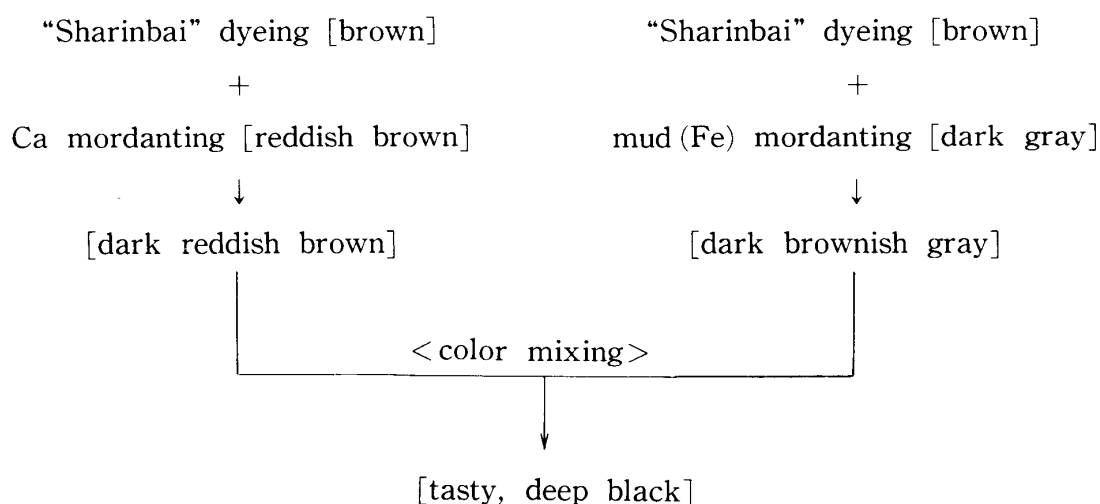 “Sharinbai” dyeing [brown]
+
Ca mordanting [reddish brown]
↓
[dark reddish brown]
“Sharinbai” dyeing [brown]
+
mud (Fe) mordanting [dark gray]
↓
[dark brownish gray]
<color mixing>
[tasty, deep black]